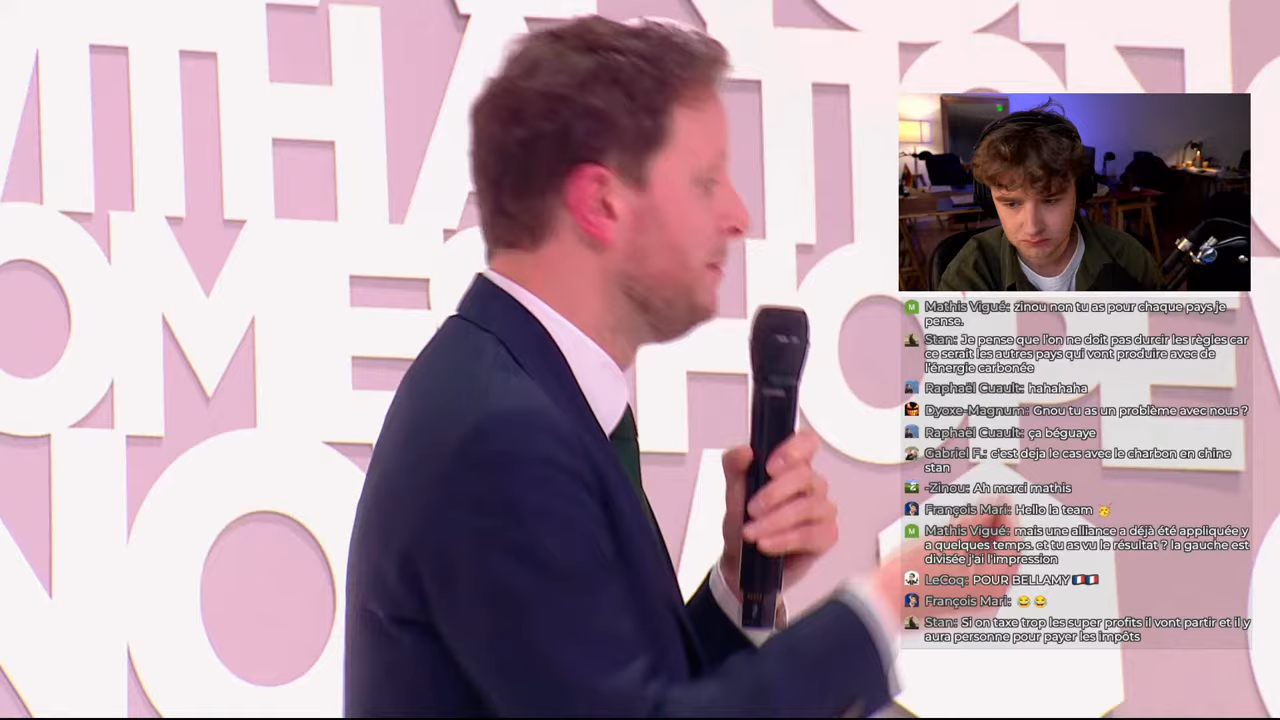 MTHAT
OME
NO
M Mathis Vigué: zinou non tu as pour chaque pays je
pense.
Stan: Je pense que l'on ne doit pas durcir les règles car
ce serait les autres pays qui vont produire avec de
l'énergie carbonée
Raphaël Cuault: hahahaha
Dyoxe-Magnum: Gnou tu as un problème avec nous ?
Raphaël Cuault: ça béguaye
Gabriel F.: c'est deja le cas avec le charbon en chine
stan
-Zinou: Ah merci mathis
François Mari: Hello la team 🥳
M Mathis Vigué: mais une alliance a déjà été appliquée y
a quelques temps. et tu as vu le résultat ? la gauche est
divisée j'ai l'impression
LeCoq: POUR BELLAMY 🇫🇷🇫🇷
François Mari: 😂😂
Stan: Si on taxe trop les super profits il vont partir et il y
aura personne pour payer les impôts